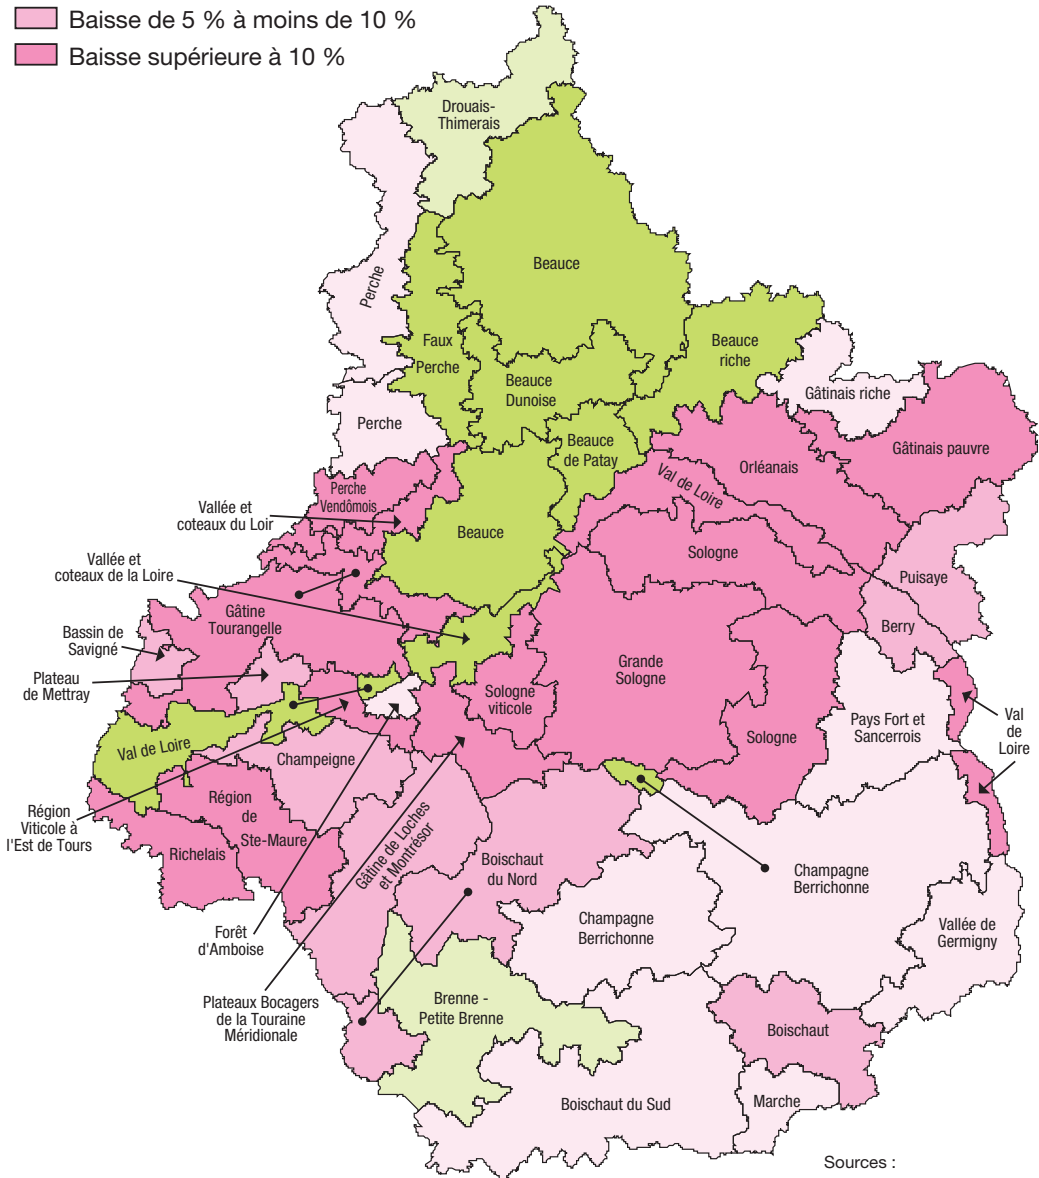 Baisse de 5 % à moins de 10 %
Baisse supérieure à 10 %
Drouais-
Thimerais
Beauce
Perche
Faux
Perche
Beauce
riche
Beauce
Dunoise
Gâtinais riche
Perche
Beauce
de Patay
Gâtinais pauvre
Orléanais
Val de Loire
Perche
Vendômois
Vallée et
coteaux du Loir
Beauce
Sologne
Puisaye
Vallée et
coteaux de la Loire
Gâtine
Tourangelle
Berry
Bassin de
Savigné
Plateau
de Mettray
Grande
Sologne
Sologne
viticole
Pays Fort et
Sancerrois
Val
de
Loire
Sologne
Val de Loire
Champeigne
Région
Viticole à
l'Est de Tours
Région
de
Ste-Maure
Richelais
Gâtine de Loches
et Montrésor
Boischaut
du Nord
Champagne
Berrichonne
Champagne
Berrichonne
Vallée de
Germigny
Forêt
d'Amboise
Plateaux Bocagers
de la Touraine
Méridionale
Brenne -
Petite Brenne
Boischaut
Boischaut du Sud
Marche
Sources :